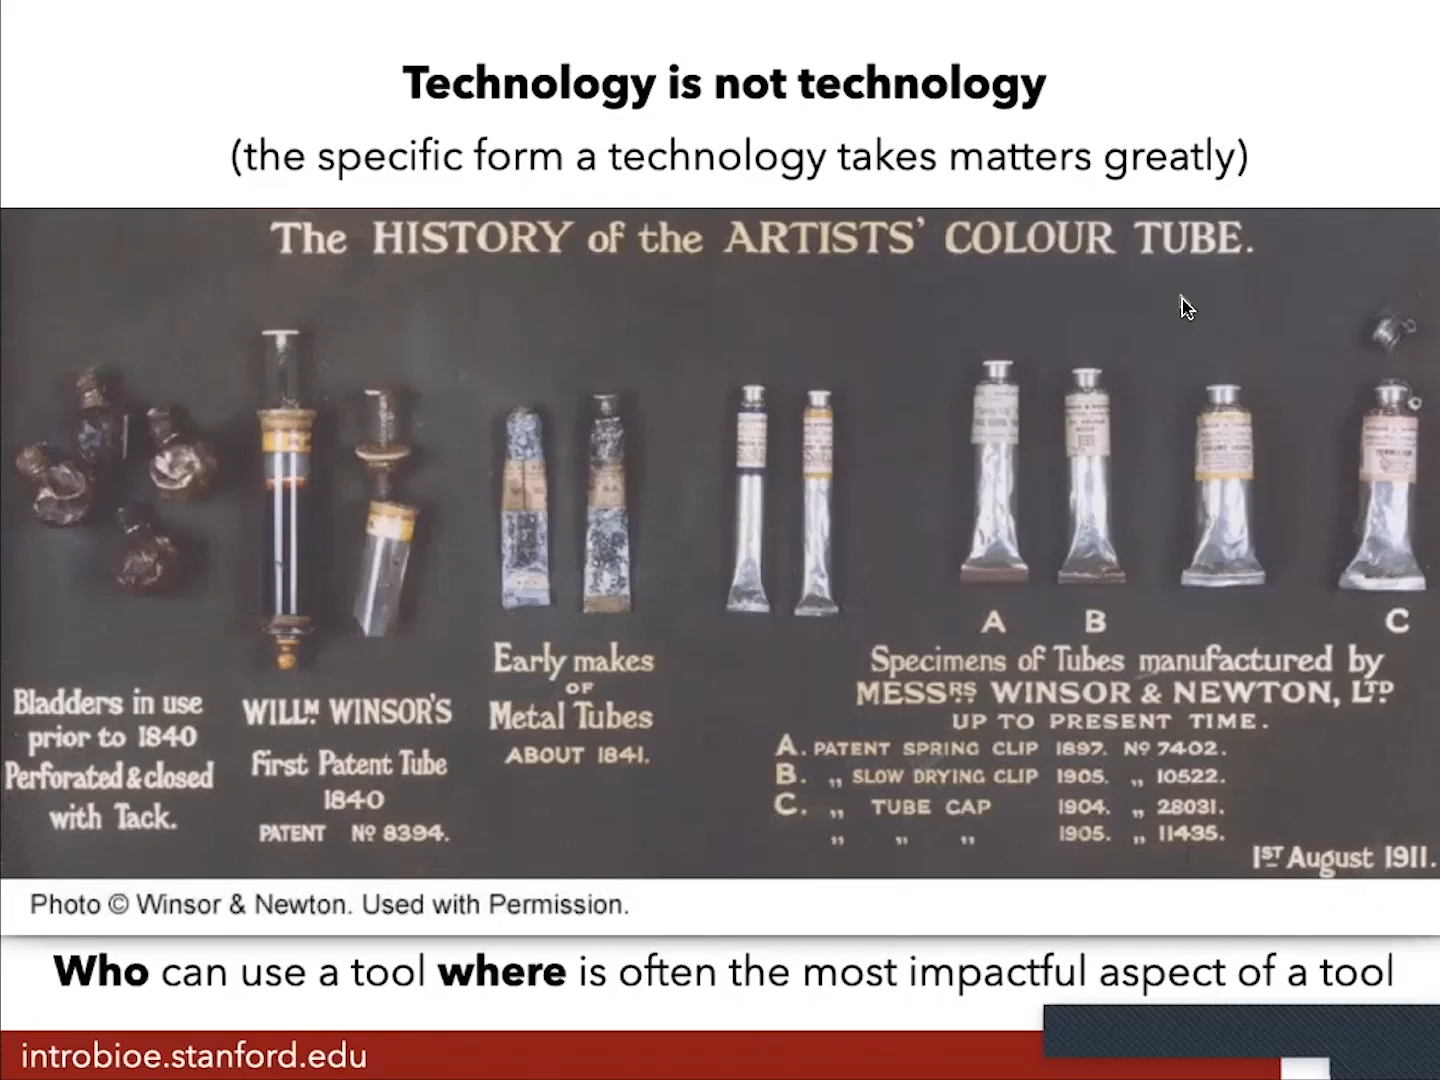 Technology is not technology
(the specific form a technology takes matters greatly)
The HISTORY of the ARTISTS' COLOUR TUBE.
Bladders in use
prior to 1840
Perforated & closed
with Tack.
WILLM. WINSOR'S
First Patent Tube
1840
PATENT No 8394.
Early makes
OF
Metal Tubes
ABOUT 1841.
A
B
C
Specimens of Tubes manufactured by
MESSRS WINSOR & NEWTON, LTD
UP TO PRESENT TIME.
A. PATENT SPRING CLIP 1897. No 7402.
B. „ SLOW DRYING CLIP 1905. „ 10522.
C. „ TUBE CAP 1904. „ 28031.
„ „ „ 1905. „ 11435.
1ST August 1911.
Photo © Winsor & Newton. Used with Permission.
Who can use a tool where is often the most impactful aspect of a tool
introbioe.stanford.edu